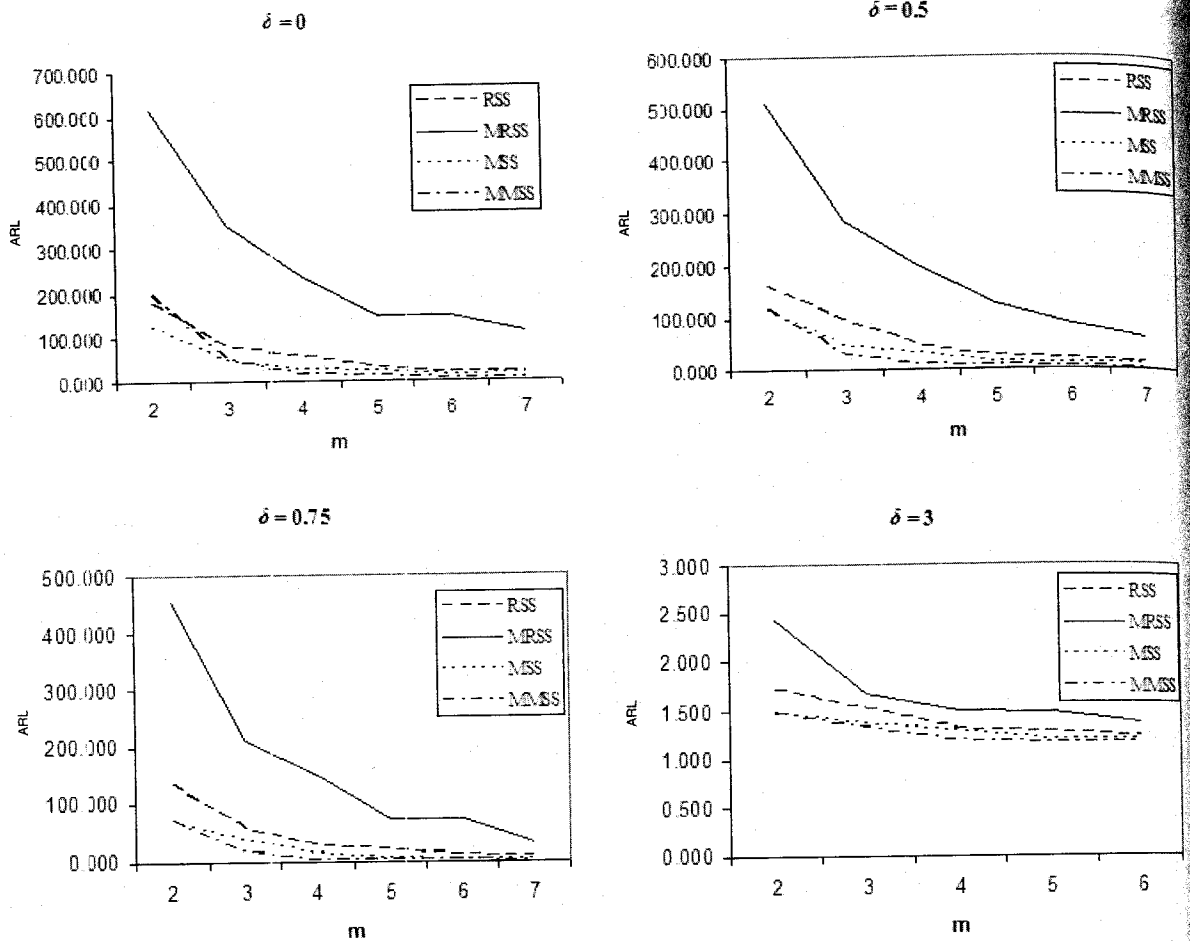 δ = 0
700.000
600.000
500.000
400.000
300.000
200.000
100.000
0.000
ARL
2 3 4 5 6 7
m
RSS
MRSS
MSS
MMSS
δ = 0.5
600.000
500.000
400.000
300.000
200.000
100.000
0.000
ARL
2 3 4 5 6 7
m
RSS
MRSS
MSS
MMSS
δ = 0.75
500.000
400.000
300.000
200.000
100.000
0.000
ARL
2 3 4 5 6 7
m
RSS
MRSS
MSS
MMSS
δ = 3
3.000
2.500
2.000
1.500
1.000
0.500
0.000
ARL
2 3 4 5 6
m
RSS
MRSS
MSS
MMSS